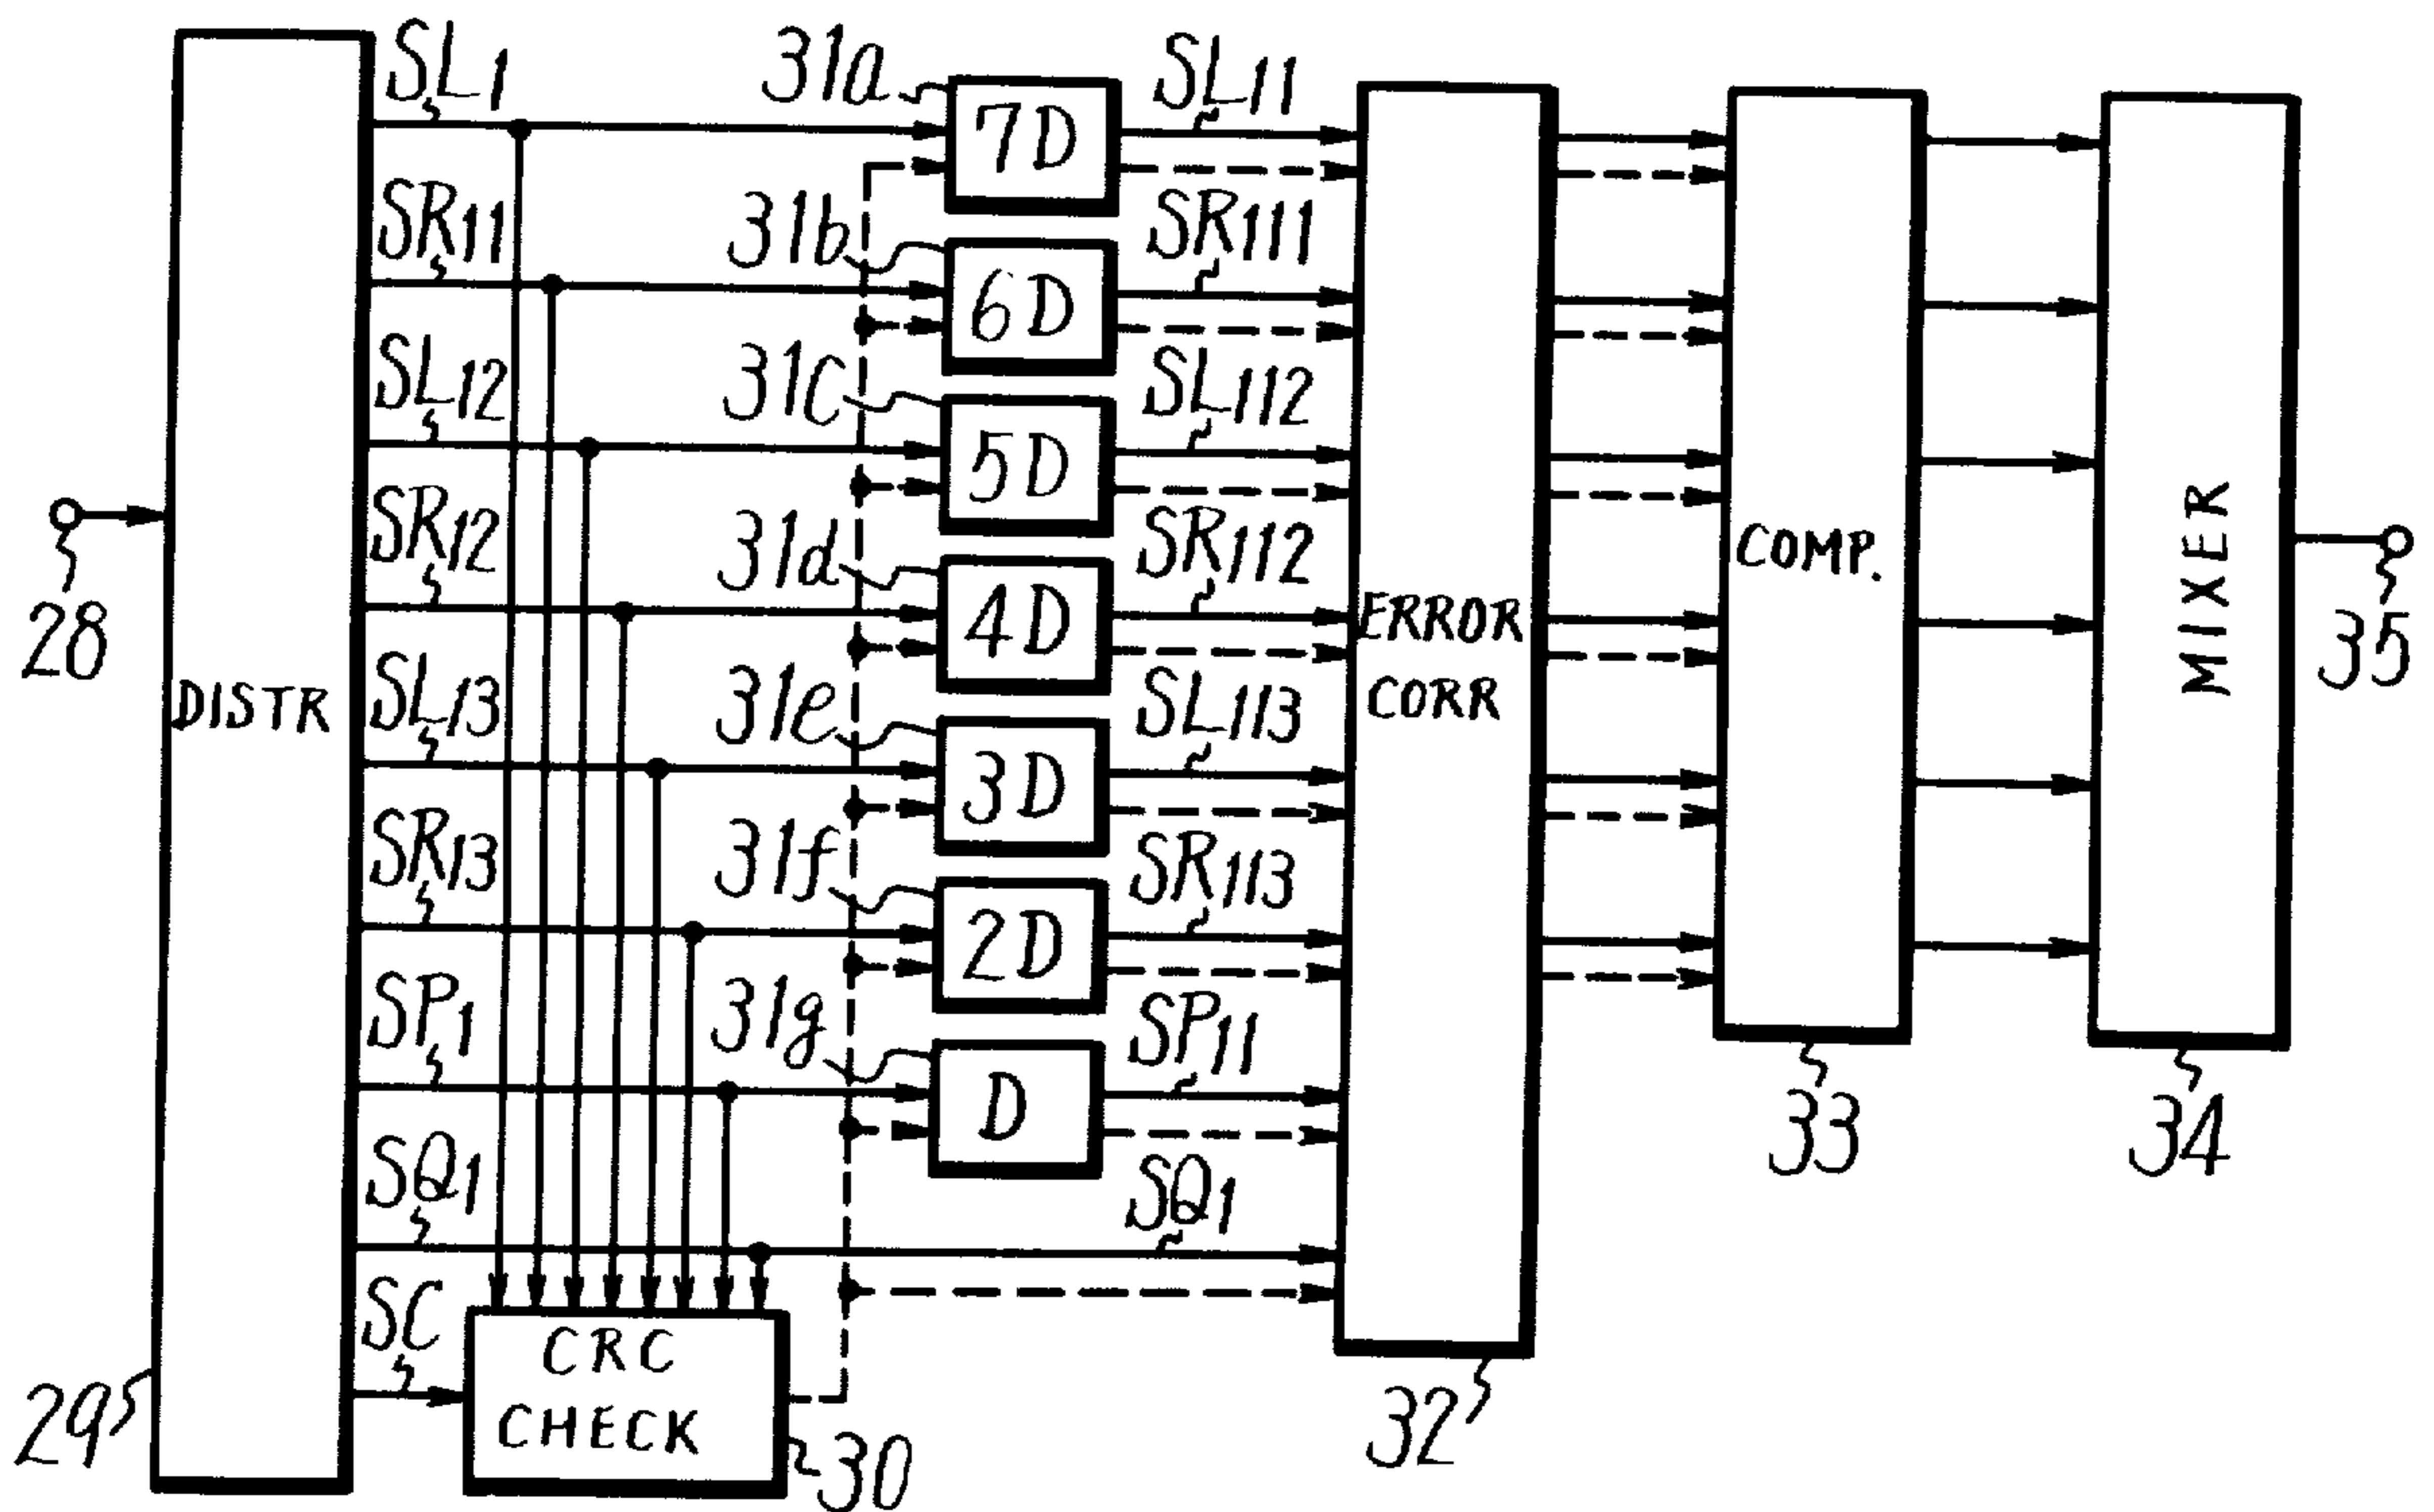 SL1 31a 7D SL11
SR11 31b 6D SR111
SL12 31c 5D SL112
SR12 31d 4D SR112
SL13 31e 3D SL113
SR13 31f 2D SR113
SP1 31g D SP11
SQ1 SQ1
SC
28
DISTR
29
CRC
CHECK
30
ERROR
CORR
32
COMP.
33
MIXER
34
35